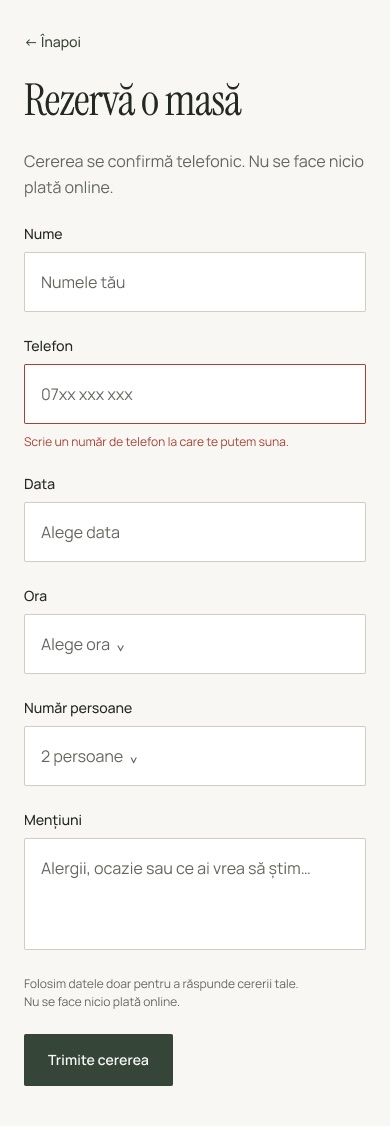 ← Înapoi
Rezervă o masă
Cererea se confirmă telefonic. Nu se face nicio
plată online.
Nume
Numele tău
Telefon
07xx xxx xxx
Scrie un număr de telefon la care te putem suna.
Data
Alege data
Ora
Alege ora
Număr persoane
2 persoane
Mențiuni
Alergii, ocazie sau ce ai vrea să știm…
Folosim datele doar pentru a răspunde cererii tale.
Nu se face nicio plată online.
Trimite cererea